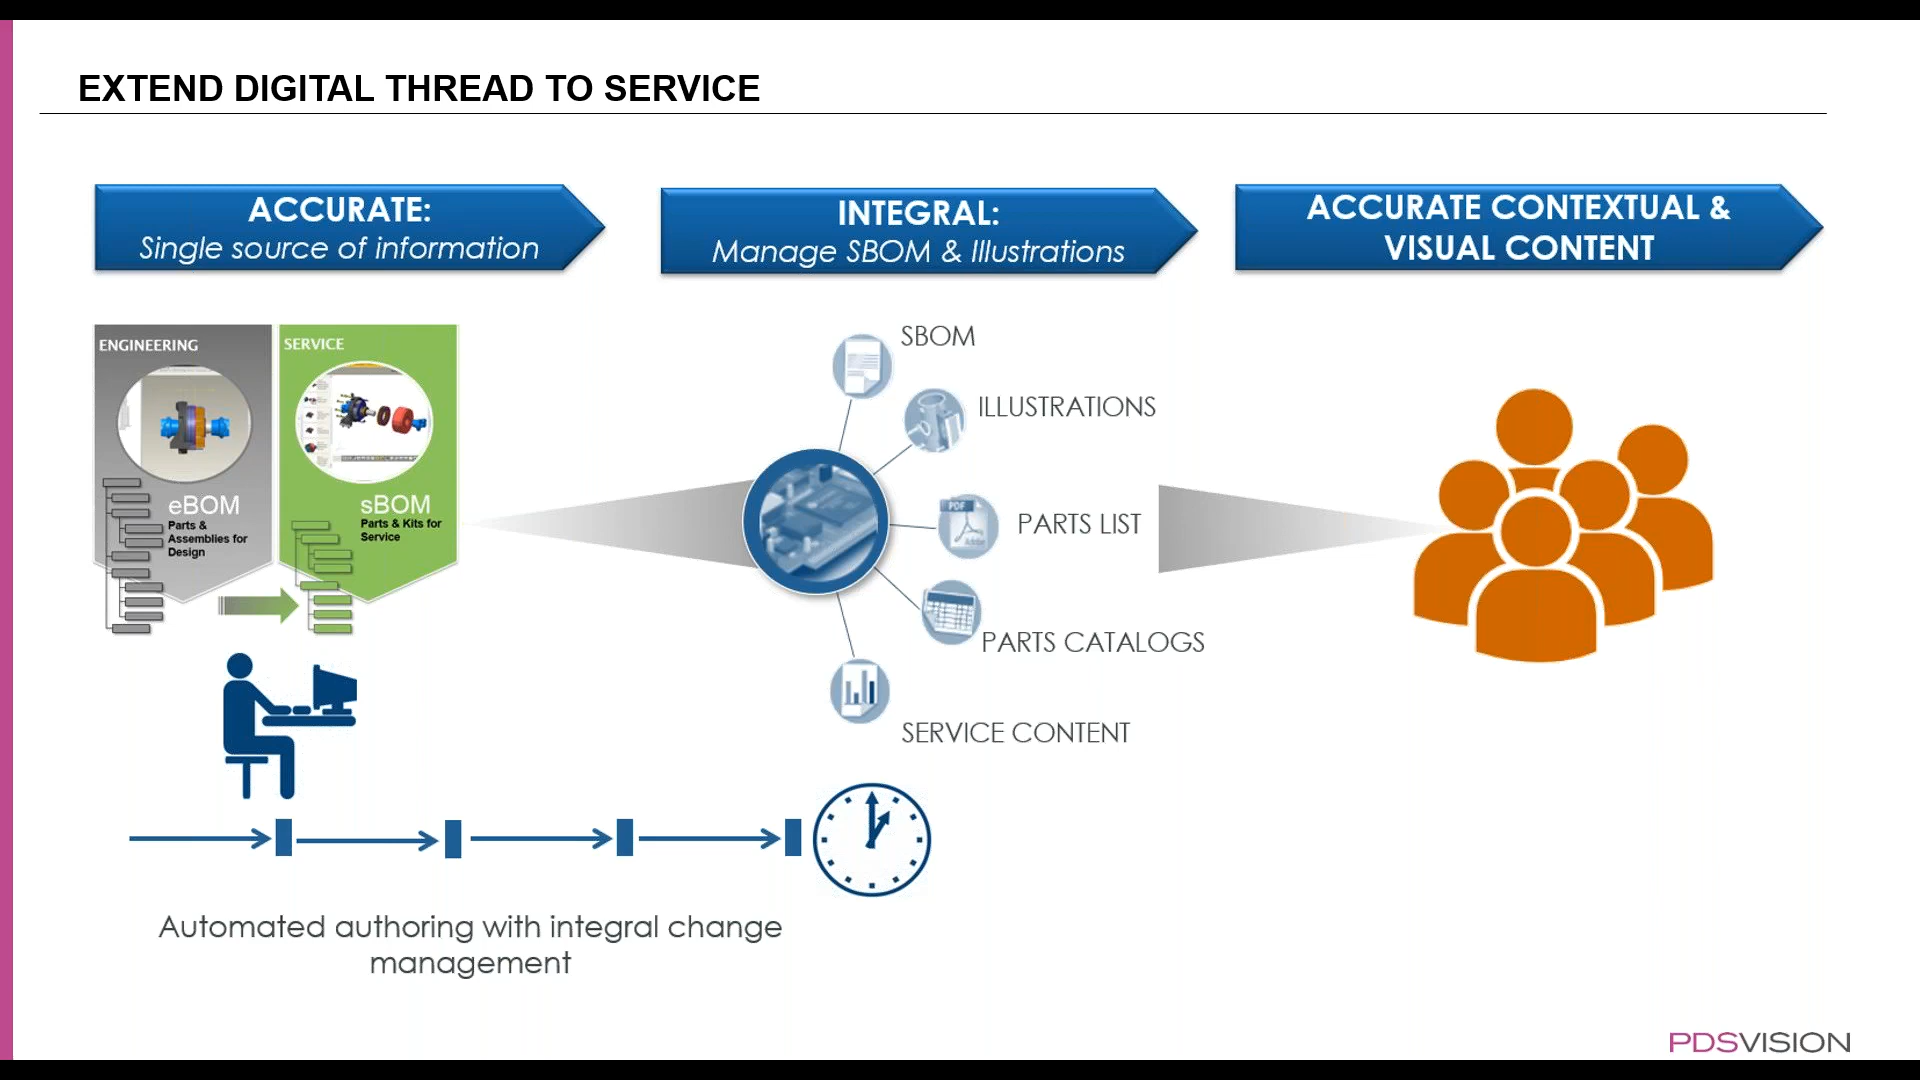 EXTEND DIGITAL THREAD TO SERVICE
ACCURATE:
Single source of information
INTEGRAL:
Manage SBOM & Illustrations
ACCURATE CONTEXTUAL &
VISUAL CONTENT
ENGINEERING
eBOM
Parts &
Assemblies for
Design
SERVICE
sBOM
Parts & Kits for
Service
SBOM
ILLUSTRATIONS
PDF
Adobe
PARTS LIST
PARTS CATALOGS
SERVICE CONTENT
Automated authoring with integral change
management
PDSVISION